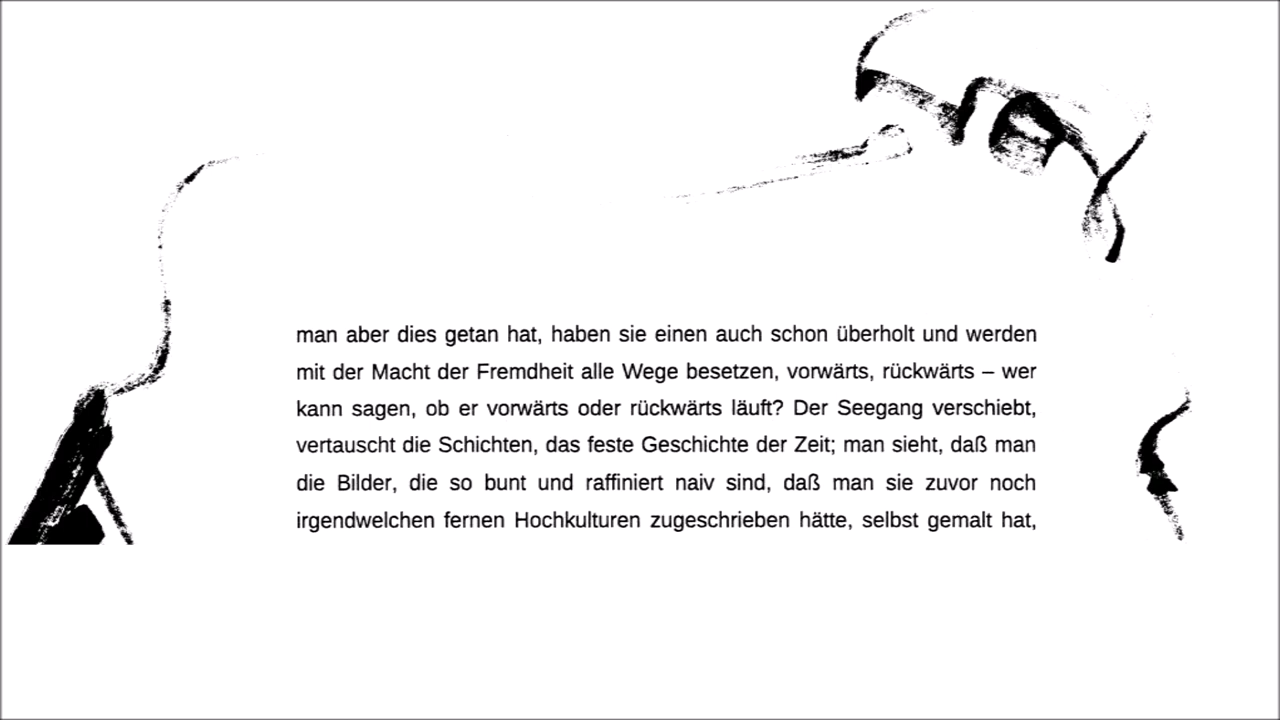 man aber dies getan hat, haben sie einen auch schon überholt und werden
mit der Macht der Fremdheit alle Wege besetzen, vorwärts, rückwärts – wer
kann sagen, ob er vorwärts oder rückwärts läuft? Der Seegang verschiebt,
vertauscht die Schichten, das feste Geschichte der Zeit; man sieht, daß man
die Bilder, die so bunt und raffiniert naiv sind, daß man sie zuvor noch
irgendwelchen fernen Hochkulturen zugeschrieben hätte, selbst gemalt hat,